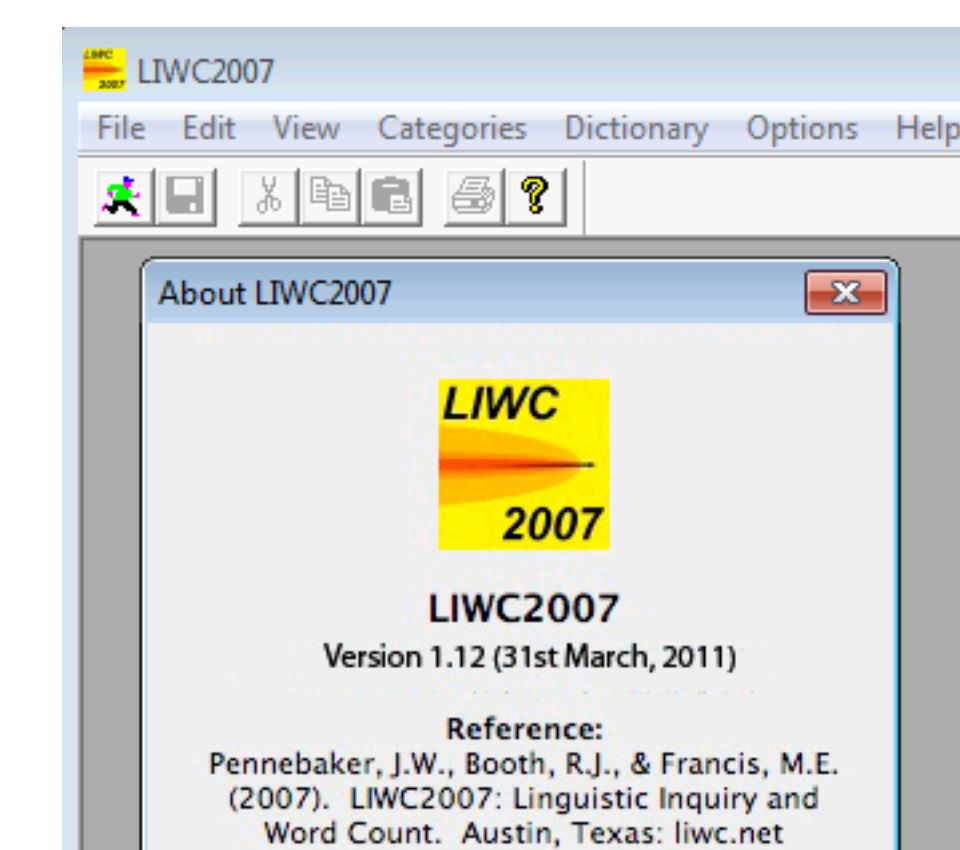 LIWC
2007
LIWC2007
File Edit View Categories Dictionary Options Help
?
About LIWC2007
LIWC
2007
LIWC2007
Version 1.12 (31st March, 2011)
Reference:
Pennebaker, J.W., Booth, R.J., & Francis, M.E.
(2007). LIWC2007: Linguistic Inquiry and
Word Count. Austin, Texas: liwc.net